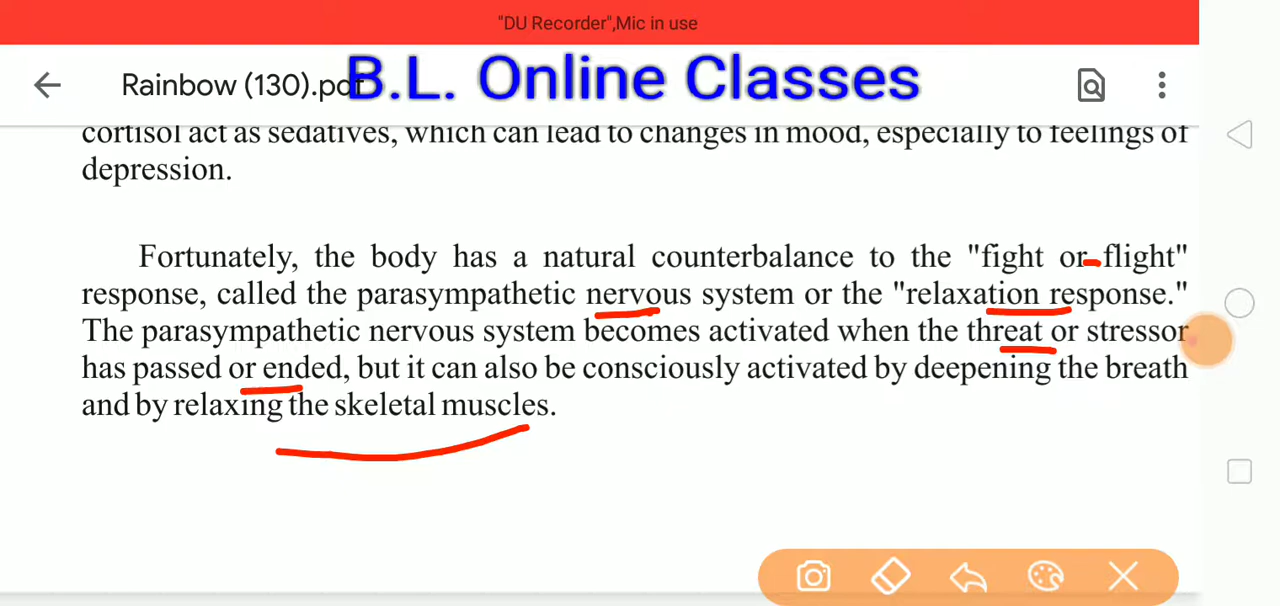 "DU Recorder",Mic in use
Rainbow (130).pdf B.L. Online Classes
cortisol act as sedatives, which can lead to changes in mood, especially to feelings of
depression.
Fortunately, the body has a natural counterbalance to the "fight or flight"
response, called the parasympathetic nervous system or the "relaxation response."
The parasympathetic nervous system becomes activated when the threat or stressor
has passed or ended, but it can also be consciously activated by deepening the breath
and by relaxing the skeletal muscles.